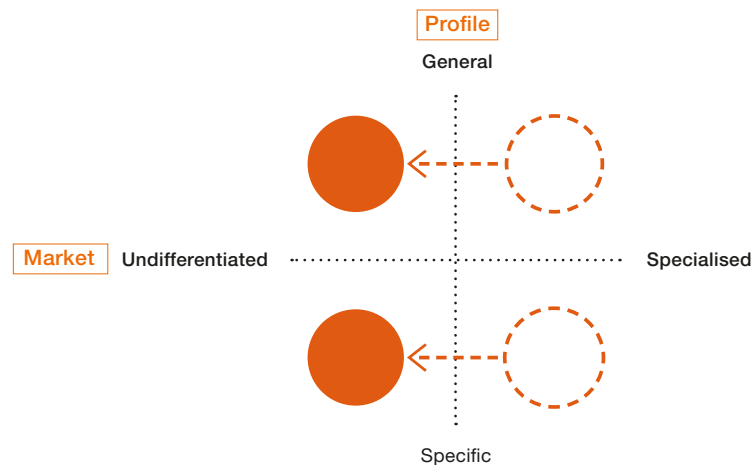 Profile
General
Market Undifferentiated Specialised
Specific